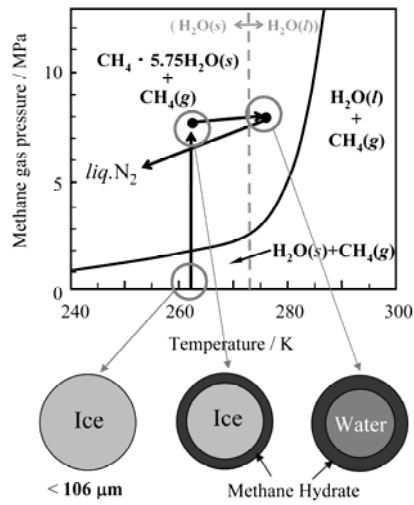 ( H₂O(s) H₂O(l))
CH₄ · 5.75H₂O(s)
+
CH₄(g)
H₂O(l)
+
CH₄(g)
liq.N₂
H₂O(s)+CH₄(g)
Methane gas pressure / MPa
10
5
0
240 260 280 300
Temperature / K
Ice
Ice
Water
< 106 μm
Methane Hydrate